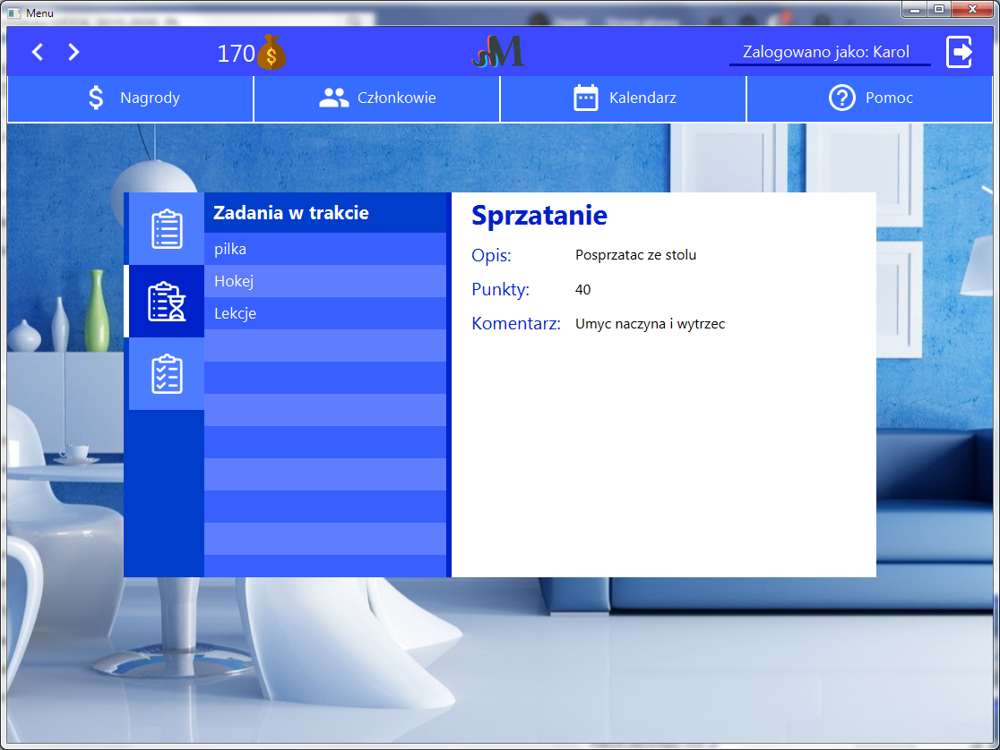 Menu
170
M
Zalogowano jako: Karol
Nagrody
Członkowie
Kalendarz
Pomoc
Zadania w trakcie
pilka
Hokej
Lekcje
Sprzatanie
Opis: Posprzatac ze stolu
Punkty: 40
Komentarz: Umyc naczyna i wytrzec